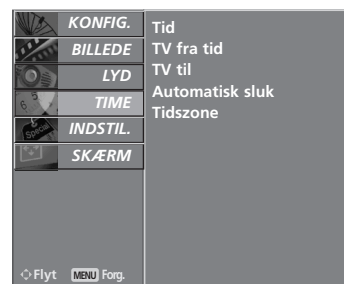 KONFIG.
BILLEDE
LYD
TIME
INDSTIL.
SKÆRM
Tid
TV fra tid
TV til
Automatisk sluk
Tidszone
Flyt MENU Forg.